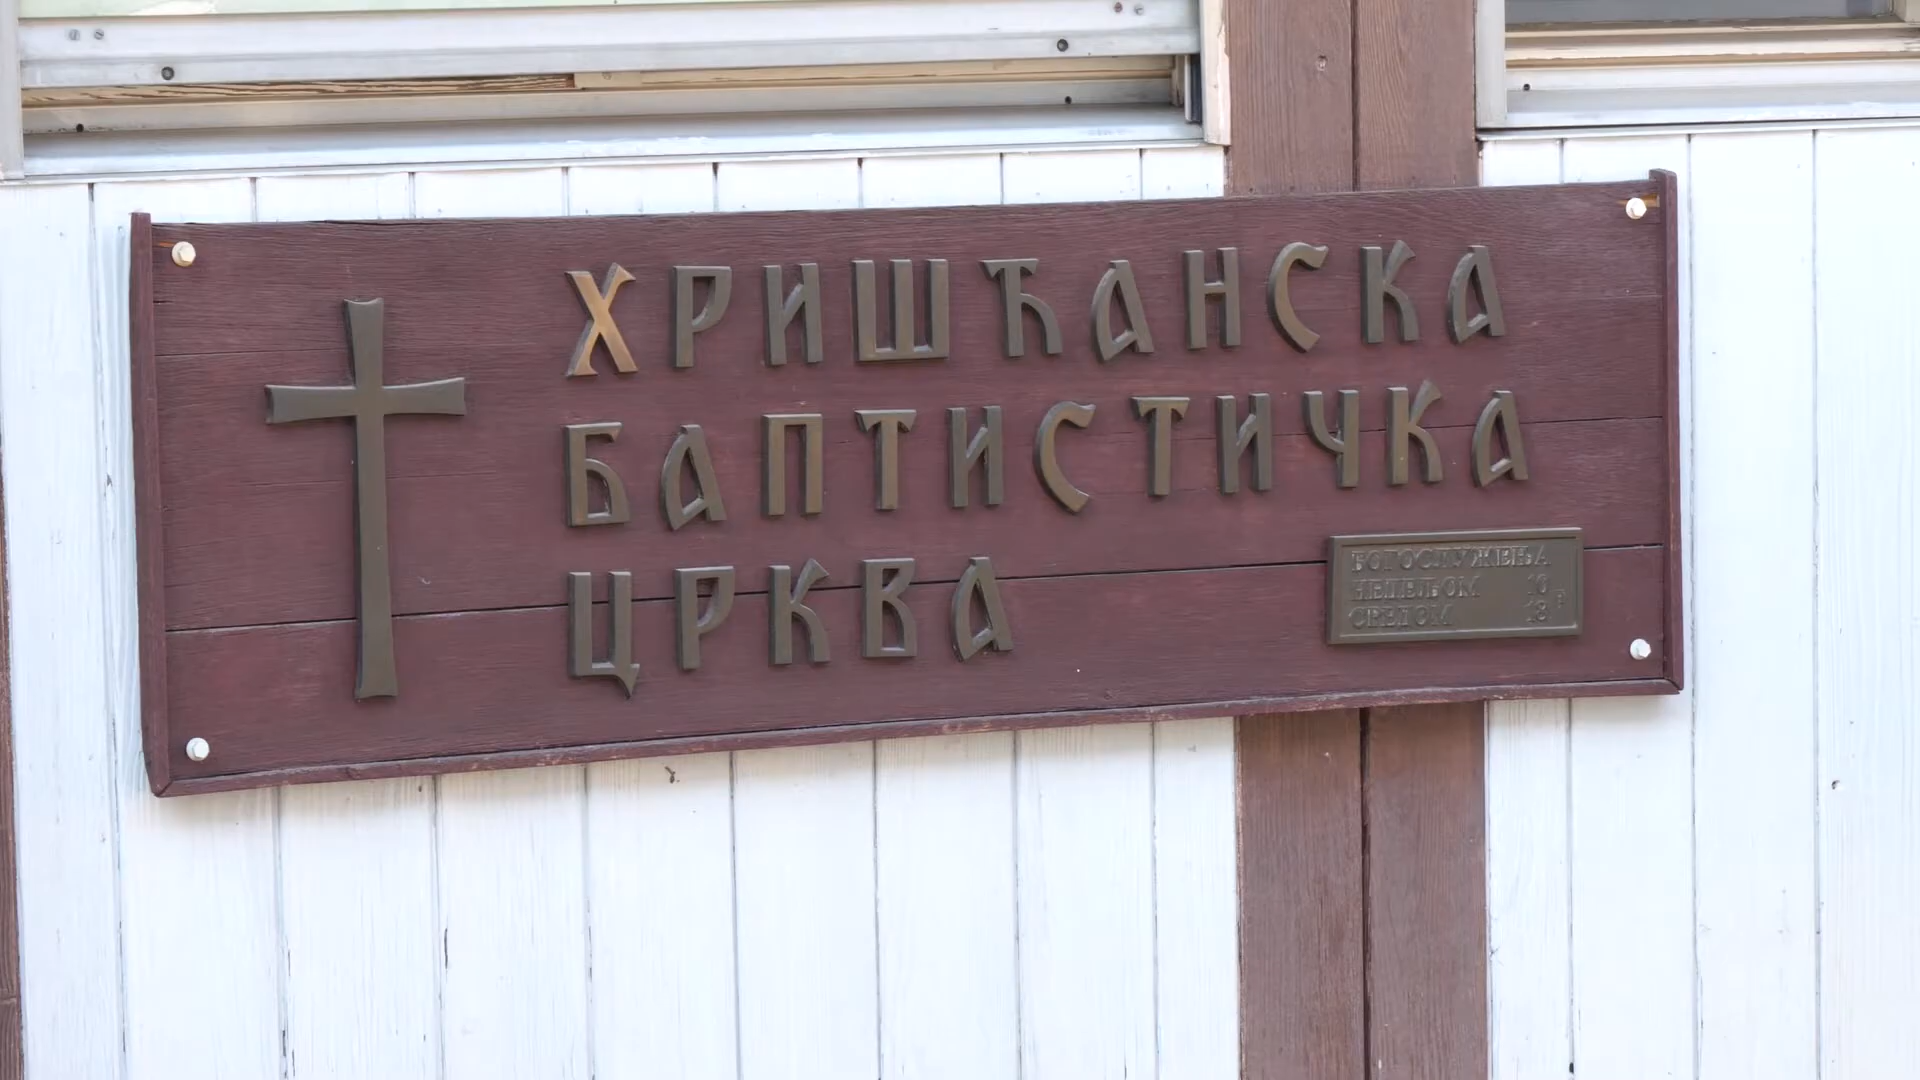 ХРИШЋАНСКА
БАПТИСТИЧКА
ЦРКВА
БОГОСЛУЖЕЊА
НЕДЕЉОМ 10
СРЕДОМ 18